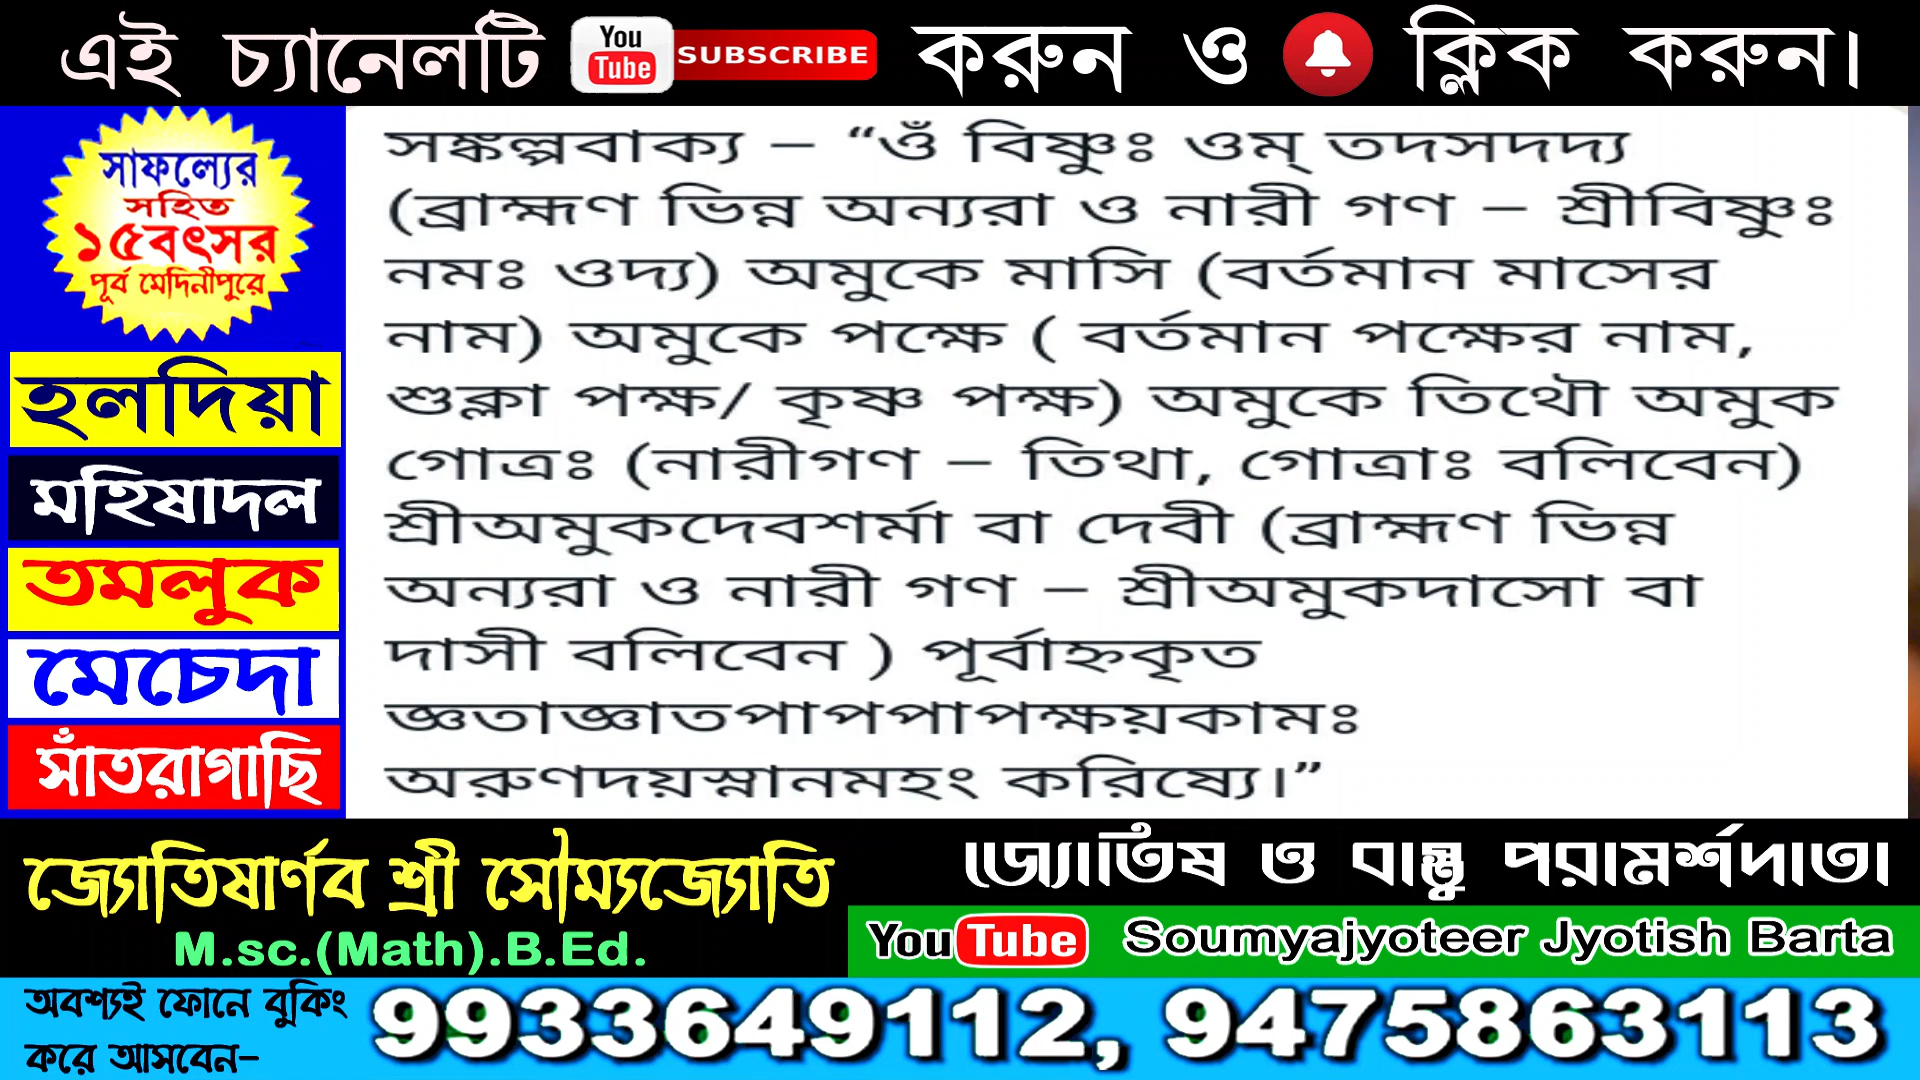 এই চ্যানেলটি You Tube SUBSCRIBE করুন ও ক্লিক করুন।
সাফল্যের
সহিত
১৫বৎসর
পূর্ব মেদিনীপুরে
হলদিয়া
মহিষাদল
তমলুক
মেচেদা
সাঁতরাগাছি
সঙ্কল্পবাক্য – “ওঁ বিষ্ণুঃ ওম্ তদসদদ্য
(ব্রাহ্মণ ভিন্ন অন্যরা ও নারী গণ – শ্রীবিষ্ণুঃ
নমঃ ওদ্য) অমুকে মাসি (বর্তমান মাসের
নাম) অমুকে পক্ষে ( বর্তমান পক্ষের নাম,
শুক্লা পক্ষ/ কৃষ্ণ পক্ষ) অমুকে তিথৌ অমুক
গোত্রঃ (নারীগণ – তিথা, গোত্রাঃ বলিবেন)
শ্রীঅমুকদেবশর্মা বা দেবী (ব্রাহ্মণ ভিন্ন
অন্যরা ও নারী গণ – শ্রীঅমুকদাসো বা
দাসী বলিবেন ) পূর্বাহ্নকৃত
জ্ঞতাজ্ঞাতপাপপাপক্ষয়কামঃ
অরুণদয়স্নানমহং করিষ্যে।”
জ্যোতিষার্ণব শ্রী সৌম্যজ্যোতি
M.sc.(Math).B.Ed.
জ্যোতিষ ও বাস্তু পরামর্শদাতা
YouTube Soumyajyoteer Jyotish Barta
অবশ্যই ফোনে বুকিং
করে আসবেন–
9933649112, 9475863113